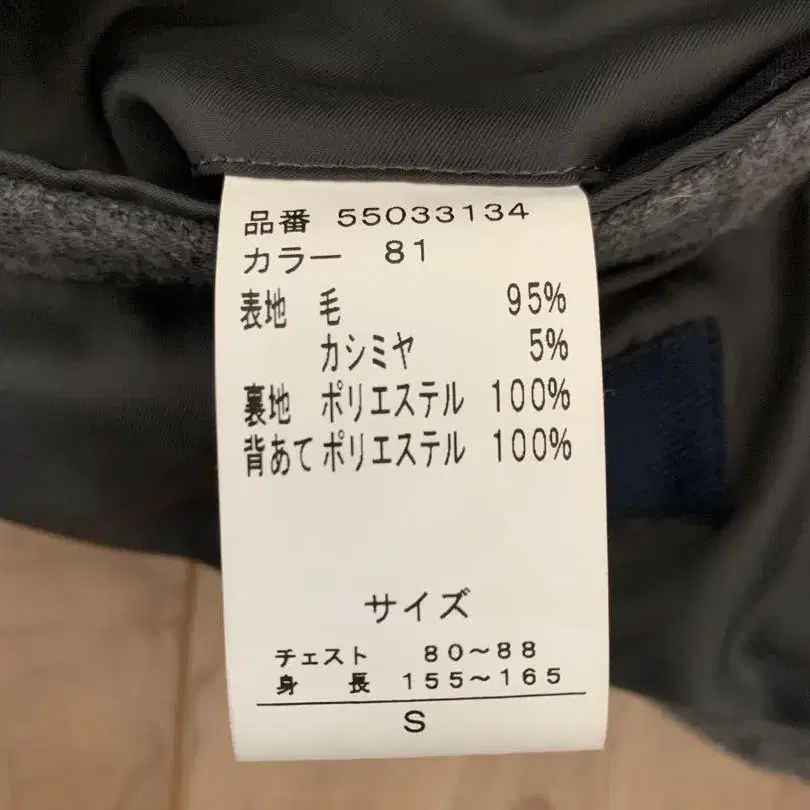 品番 55033134
カラー 81
表地 毛 95%
カシミヤ 5%
裏地 ポリエステル 100%
背あて ポリエステル 100%
サイズ
チェスト 80～88
身長 155～165
S